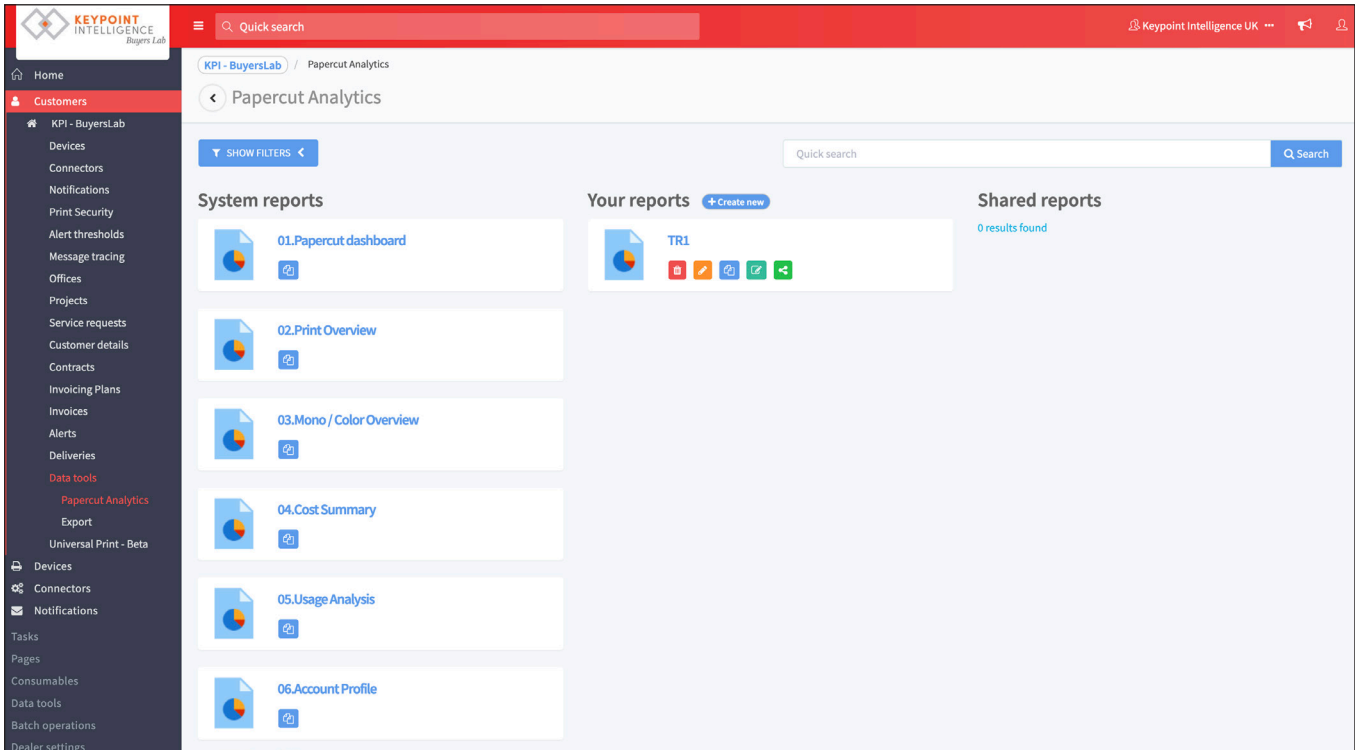 KEYPOINT
INTELLIGENCE
Buyers Lab
Quick search
Keypoint Intelligence UK
Home
Customers
KPI - BuyersLab
Devices
Connectors
Notifications
Print Security
Alert thresholds
Message tracing
Offices
Projects
Service requests
Customer details
Contracts
Invoicing Plans
Invoices
Alerts
Deliveries
Data tools
Papercut Analytics
Export
Universal Print - Beta
Devices
Connectors
Notifications
Tasks
Pages
Consumables
Data tools
Batch operations
Dealer settings
KPI - BuyersLab / Papercut Analytics
Papercut Analytics
SHOW FILTERS
Quick search
Search
System reports
01.Papercut dashboard
02.Print Overview
03.Mono / Color Overview
04.Cost Summary
05.Usage Analysis
06.Account Profile
Your reports
+ Create new
TR1
Shared reports
0 results found